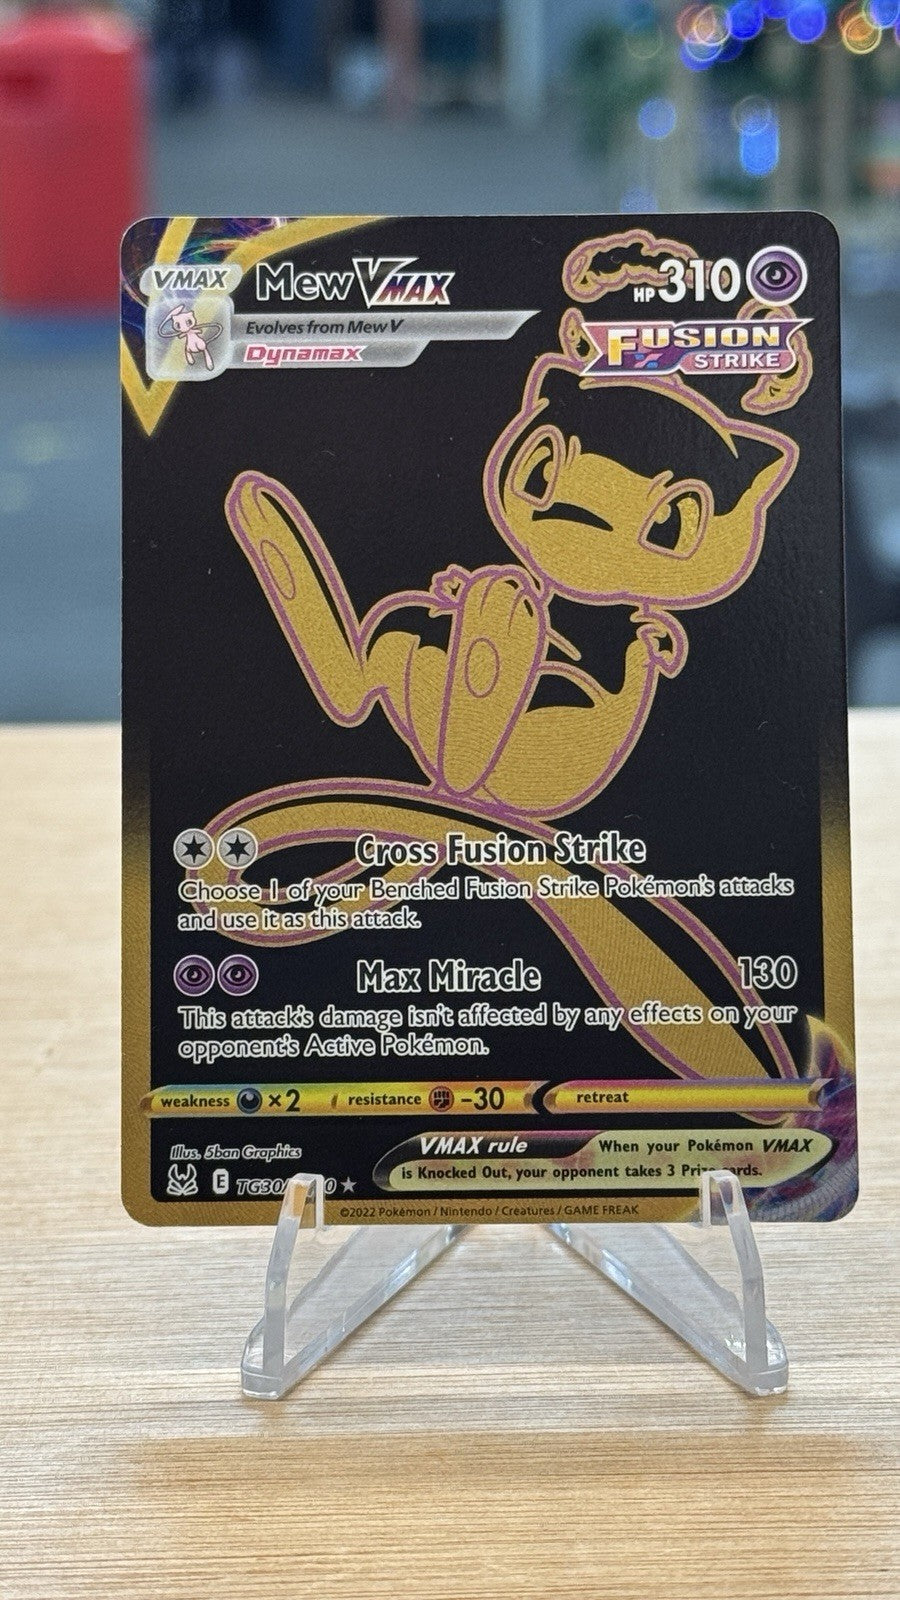 VMAX
Mew VMAX
HP 310
Evolves from Mew V
Dynamax
FUSION
STRIKE
Cross Fusion Strike
Choose 1 of your Benched Fusion Strike Pokémon's attacks
and use it as this attack.
Max Miracle 130
This attack's damage isn't affected by any effects on your
opponent's Active Pokémon.
weakness ×2 resistance -30 retreat
Illus. 5ban Graphics
VMAX rule When your Pokémon VMAX
is Knocked Out, your opponent takes 3 Prize cards.
E TG30
©2022 Pokémon / Nintendo / Creatures / GAME FREAK